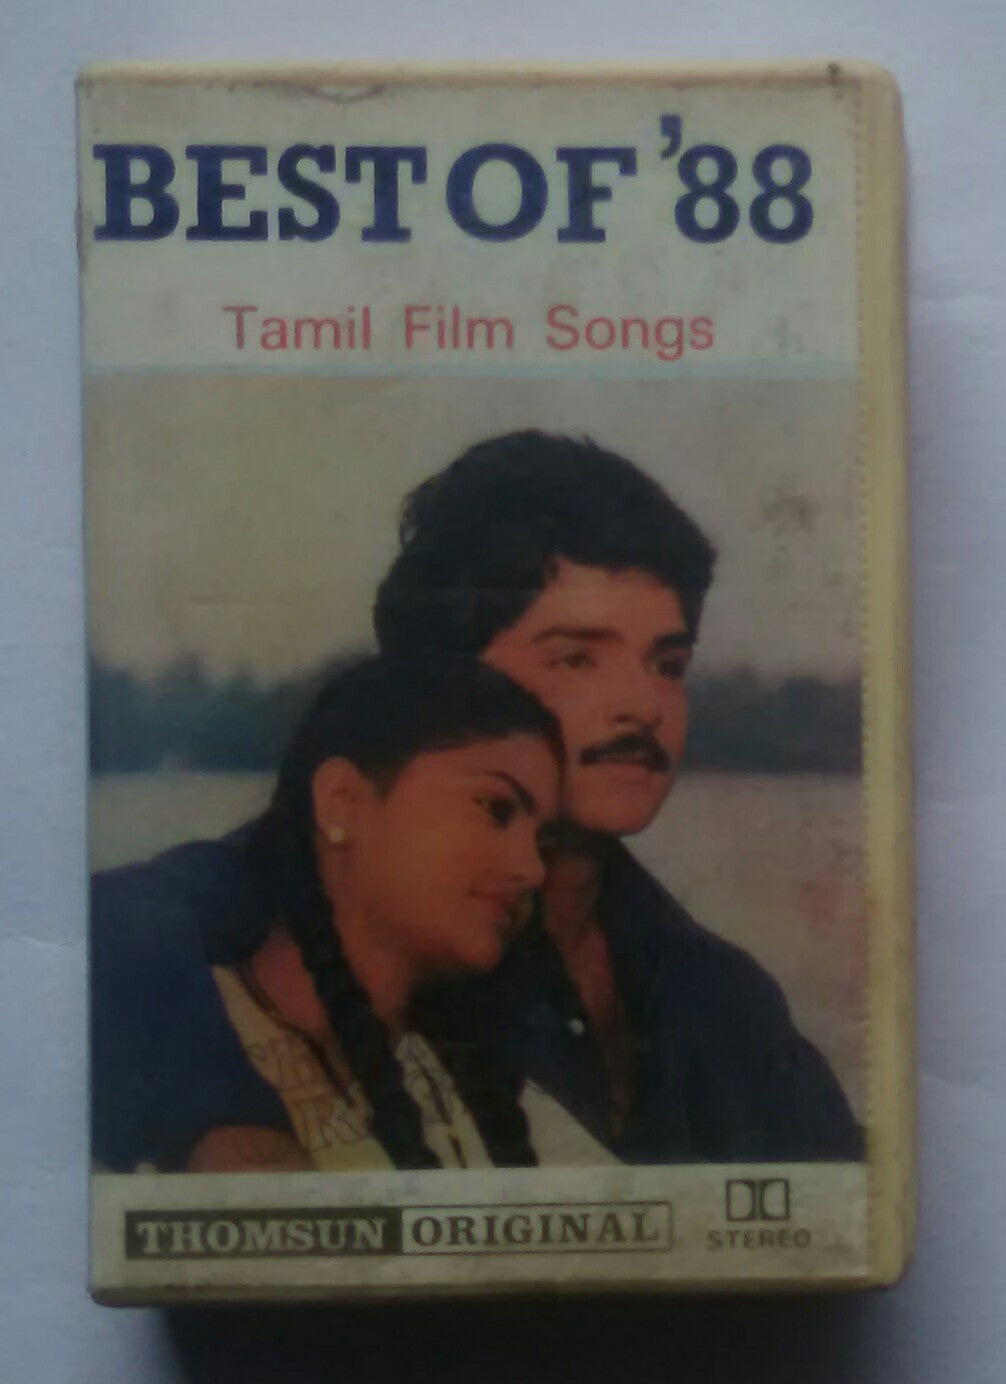 BEST OF '88
Tamil Film Songs
THOMSUN ORIGINAL
STEREO